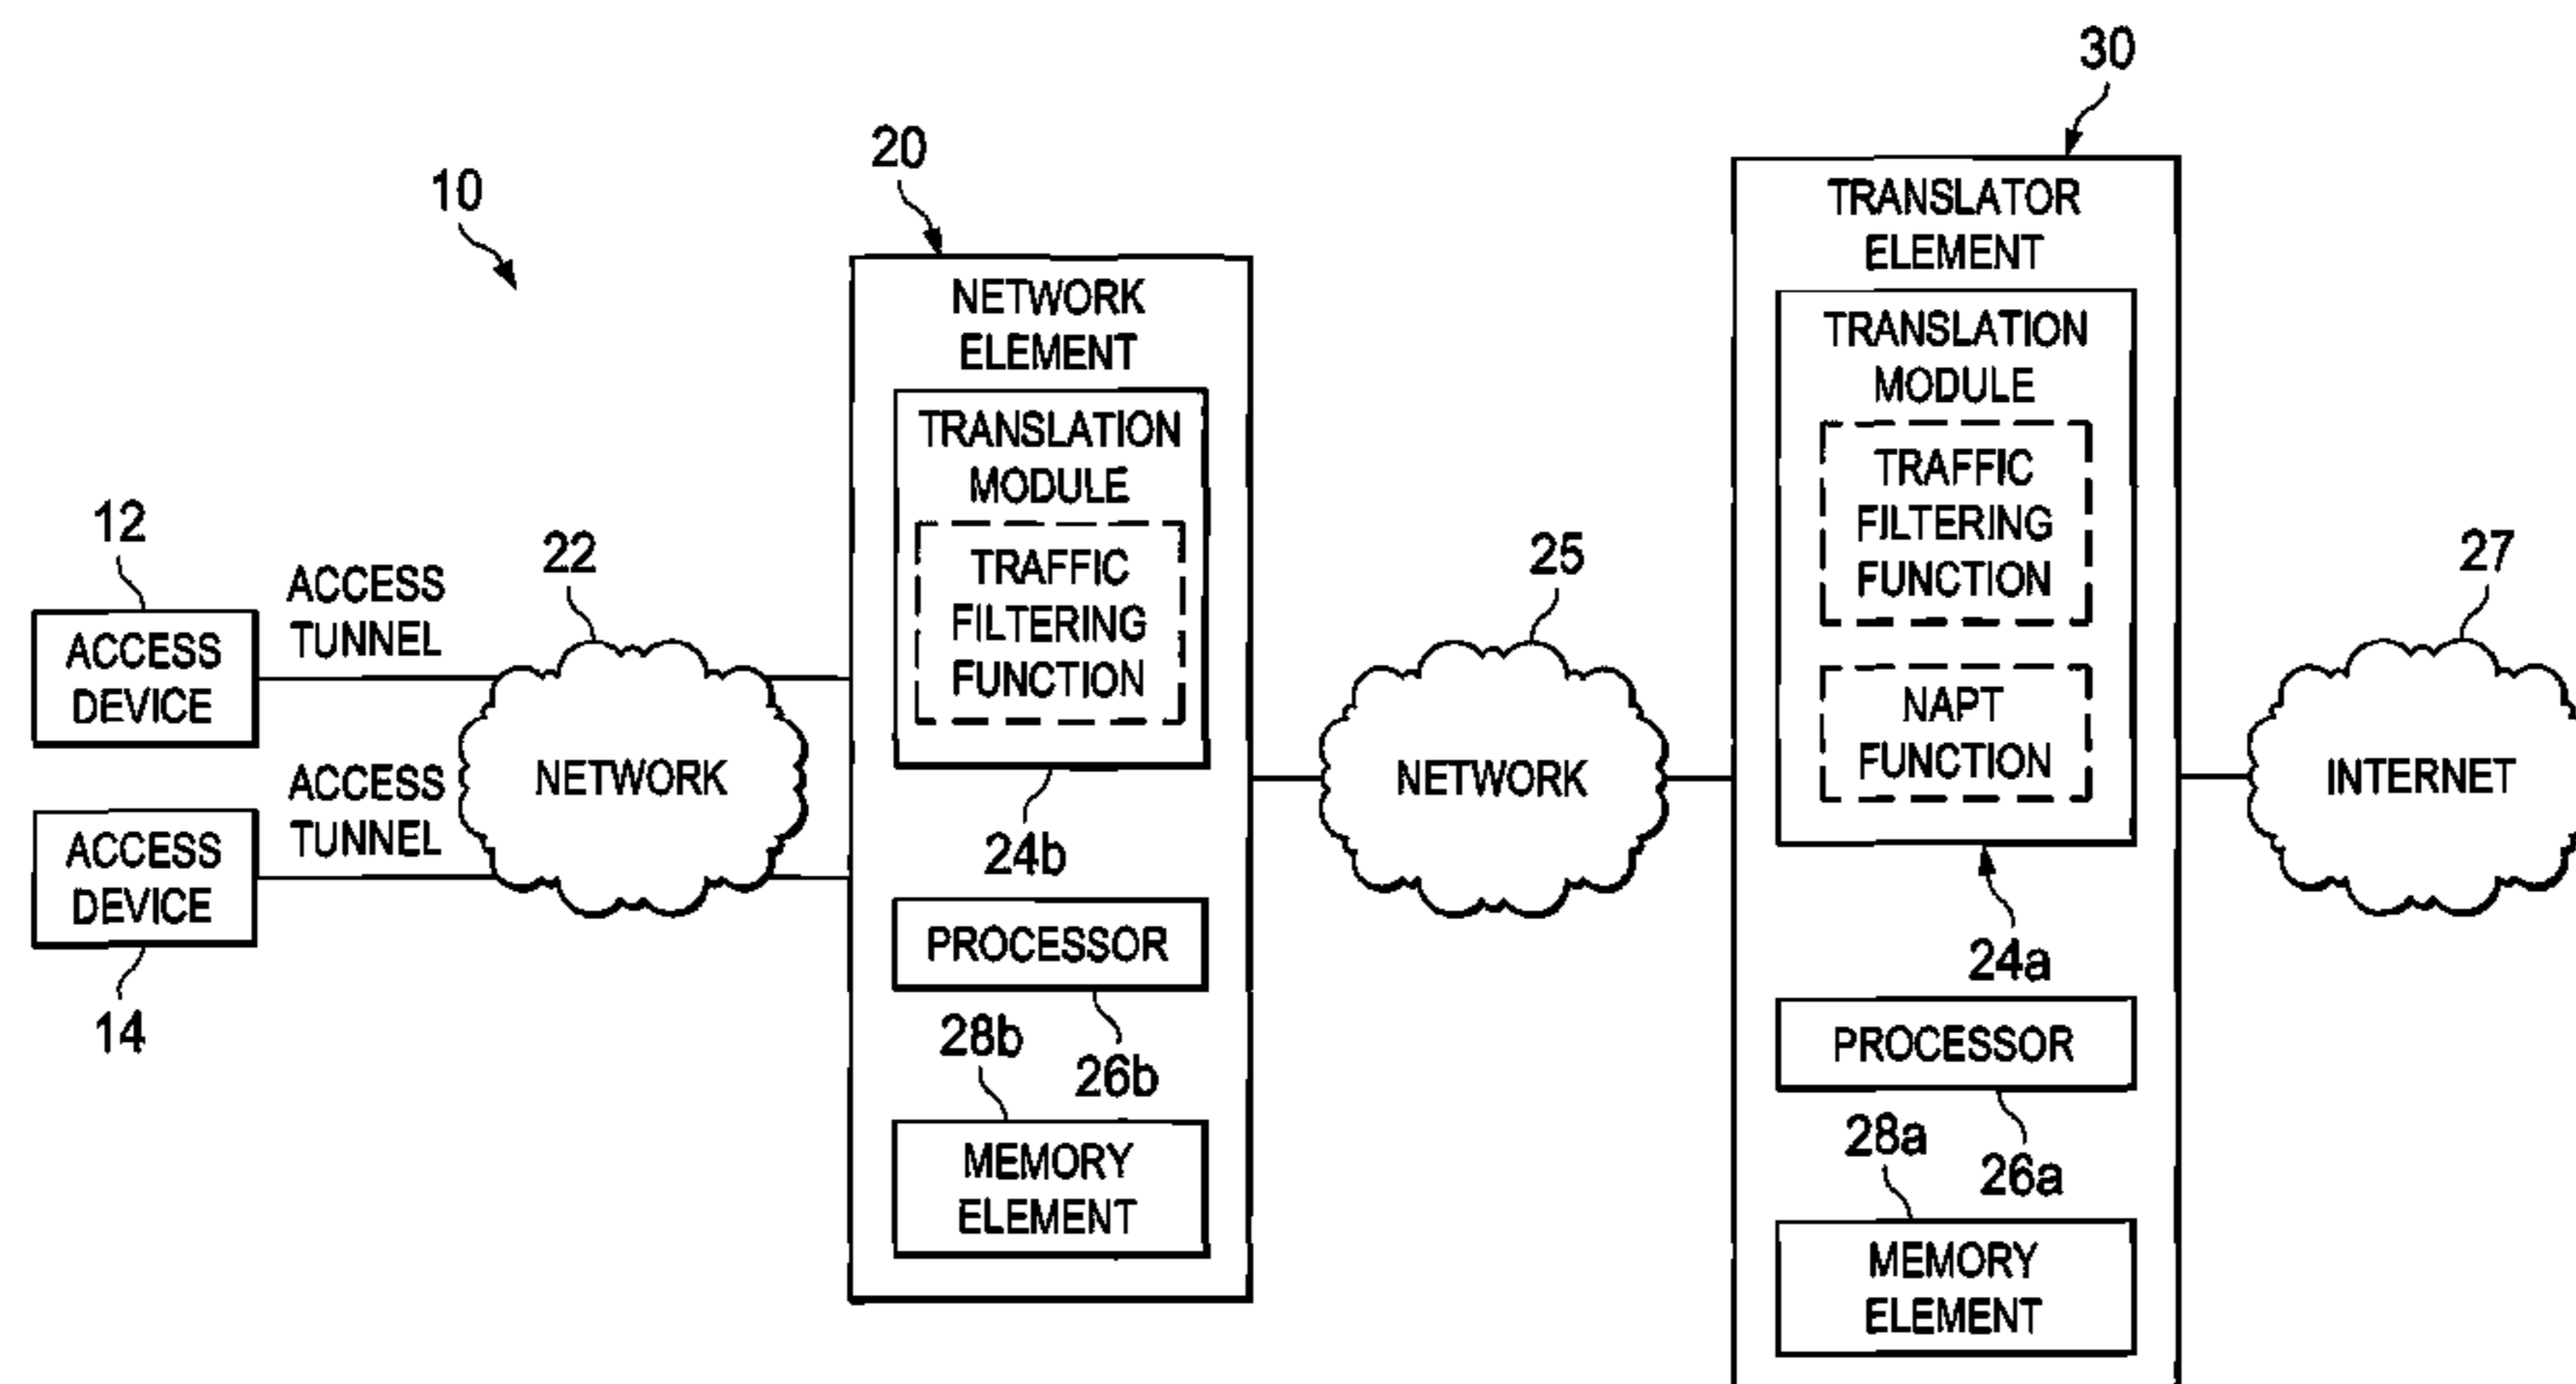 30
20
10
TRANSLATOR
ELEMENT
NETWORK
ELEMENT
TRANSLATION
MODULE
TRANSLATION
MODULE
TRAFFIC
FILTERING
FUNCTION
TRAFFIC
FILTERING
FUNCTION
NAPT
FUNCTION
12
22
25
27
ACCESS
TUNNEL
ACCESS
DEVICE
ACCESS
TUNNEL
ACCESS
DEVICE
14
NETWORK
NETWORK
INTERNET
24b
24a
PROCESSOR
28b
26b
MEMORY
ELEMENT
PROCESSOR
28a
26a
MEMORY
ELEMENT